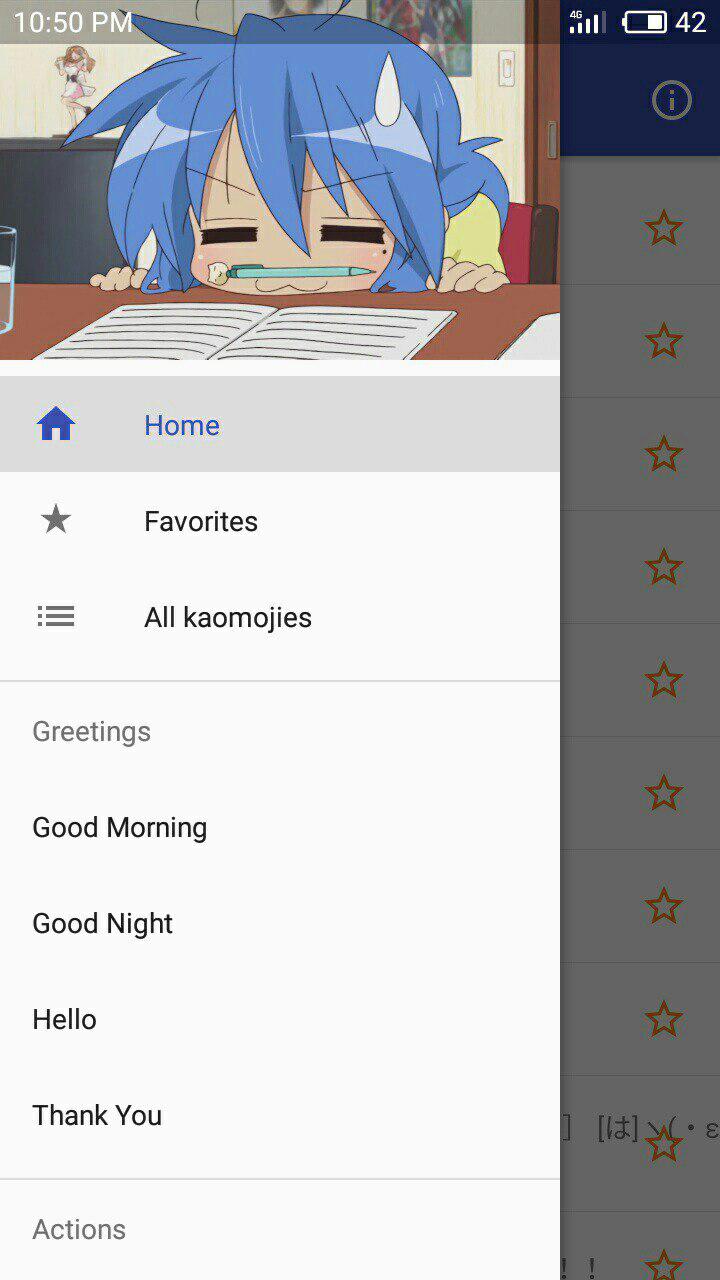 10:50 PM
4G
42
Home
Favorites
All kaomojies
Greetings
Good Morning
Good Night
Hello
Thank You
] [は]ヽ(・ε
Actions
！！